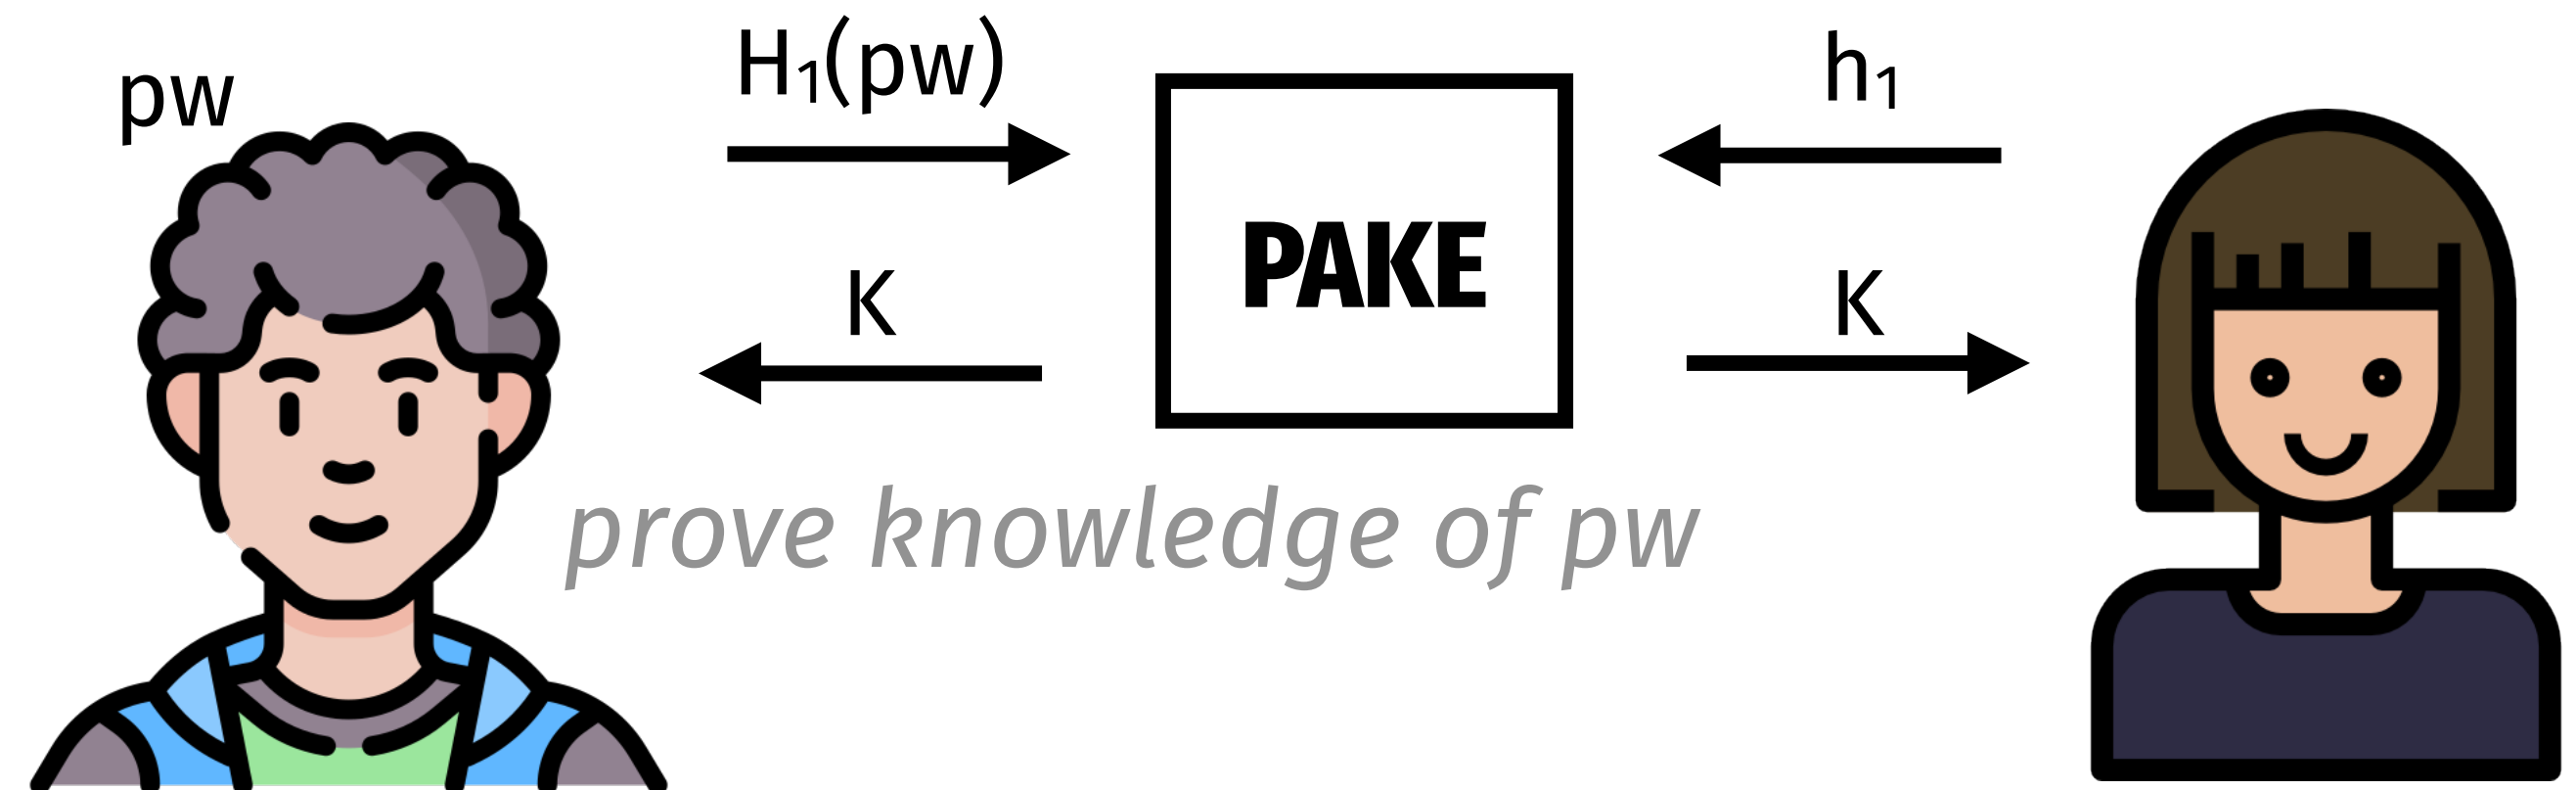 pw
H₁(pw)
h₁
PAKE
K
K
prove knowledge of pw